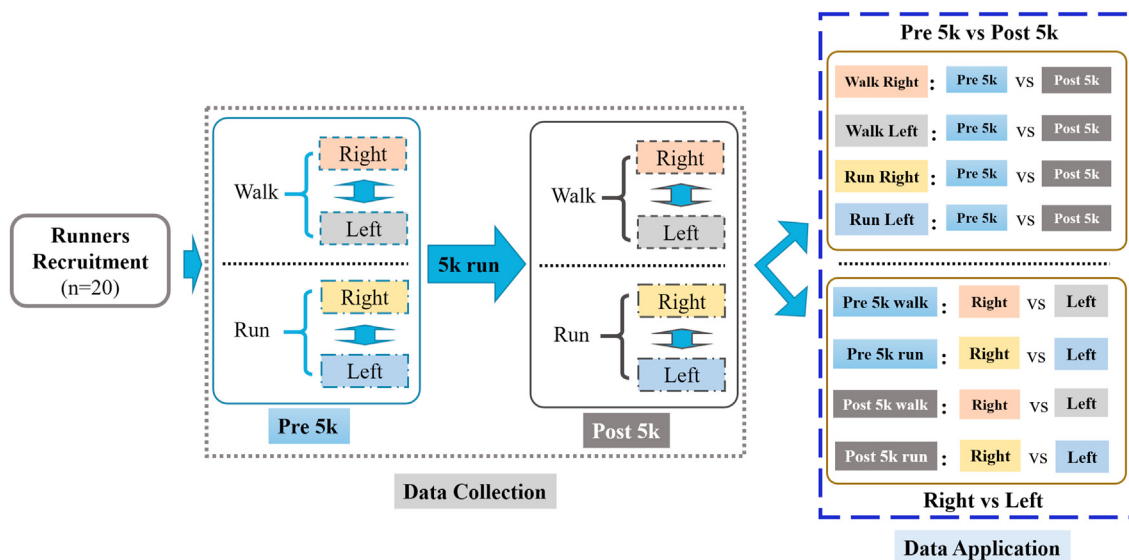 Runners
Recruitment
(n=20)
Walk
Right
Left
Run
Right
Left
Pre 5k
5k run
Walk
Right
Left
Run
Right
Left
Post 5k
Data Collection
Pre 5k vs Post 5k
Walk Right : Pre 5k VS Post 5k
Walk Left : Pre 5k VS Post 5k
Run Right : Pre 5k VS Post 5k
Run Left : Pre 5k VS Post 5k
Pre 5k walk : Right VS Left
Pre 5k run : Right VS Left
Post 5k walk : Right VS Left
Post 5k run : Right VS Left
Right vs Left
Data Application